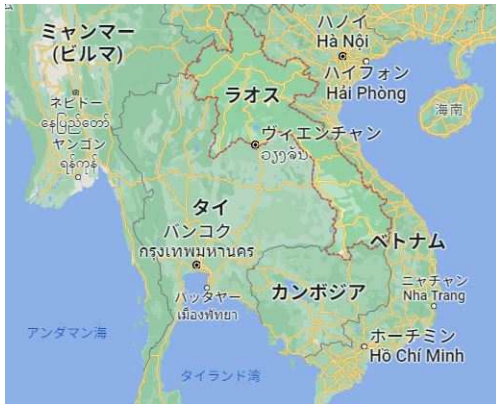 ミャンマー
(ビルマ)
ネピドー
နေပြည်တော်
ヤンゴン
ရန်ကုန်
ハノイ
Hà Nội
ハイフォン
Hải Phòng
海南
ラオス
ヴィエンチャン
ວຽງຈັນ
タイ
バンコク
กรุงเทพมหานคร
パッタヤー
เมืองพัทยา
ベトナム
カンボジア
ニャチャン
Nha Trang
ホーチミン
Hồ Chí Minh
アンダマン海
タイランド湾